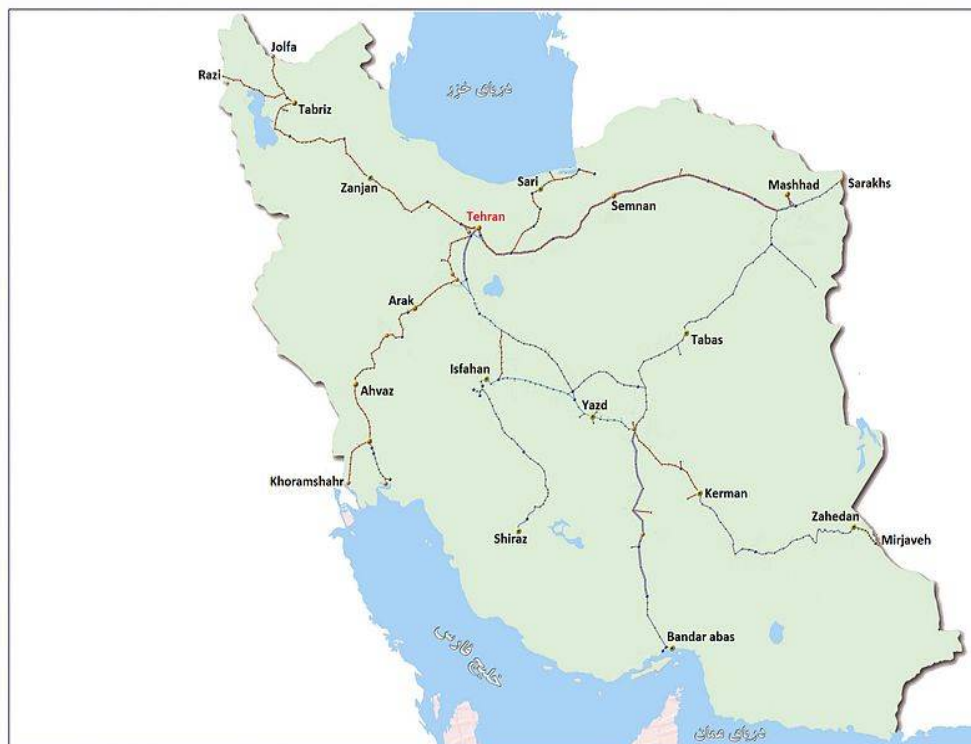 Jolfa
Razi
Tabriz
دریای خزر
Zanjan
Sari
Mashhad
Sarakhs
Semnan
Tehran
Arak
Tabas
Isfahan
Ahvaz
Yazd
Khoramshahr
Kerman
Zahedan
Shiraz
Mirjaveh
Bandar abas
خلیج فارس
دریای عمان